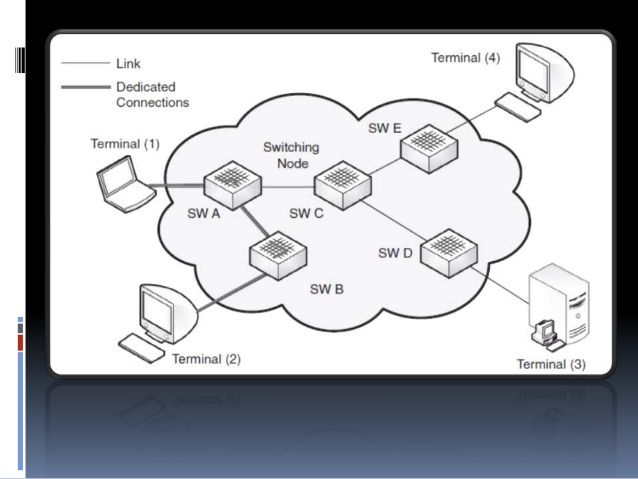 Link
Dedicated
Connections
Terminal (4)
Terminal (1)
Switching
Node
SW E
SW A
SW C
SW D
SW B
Terminal (2)
Terminal (3)